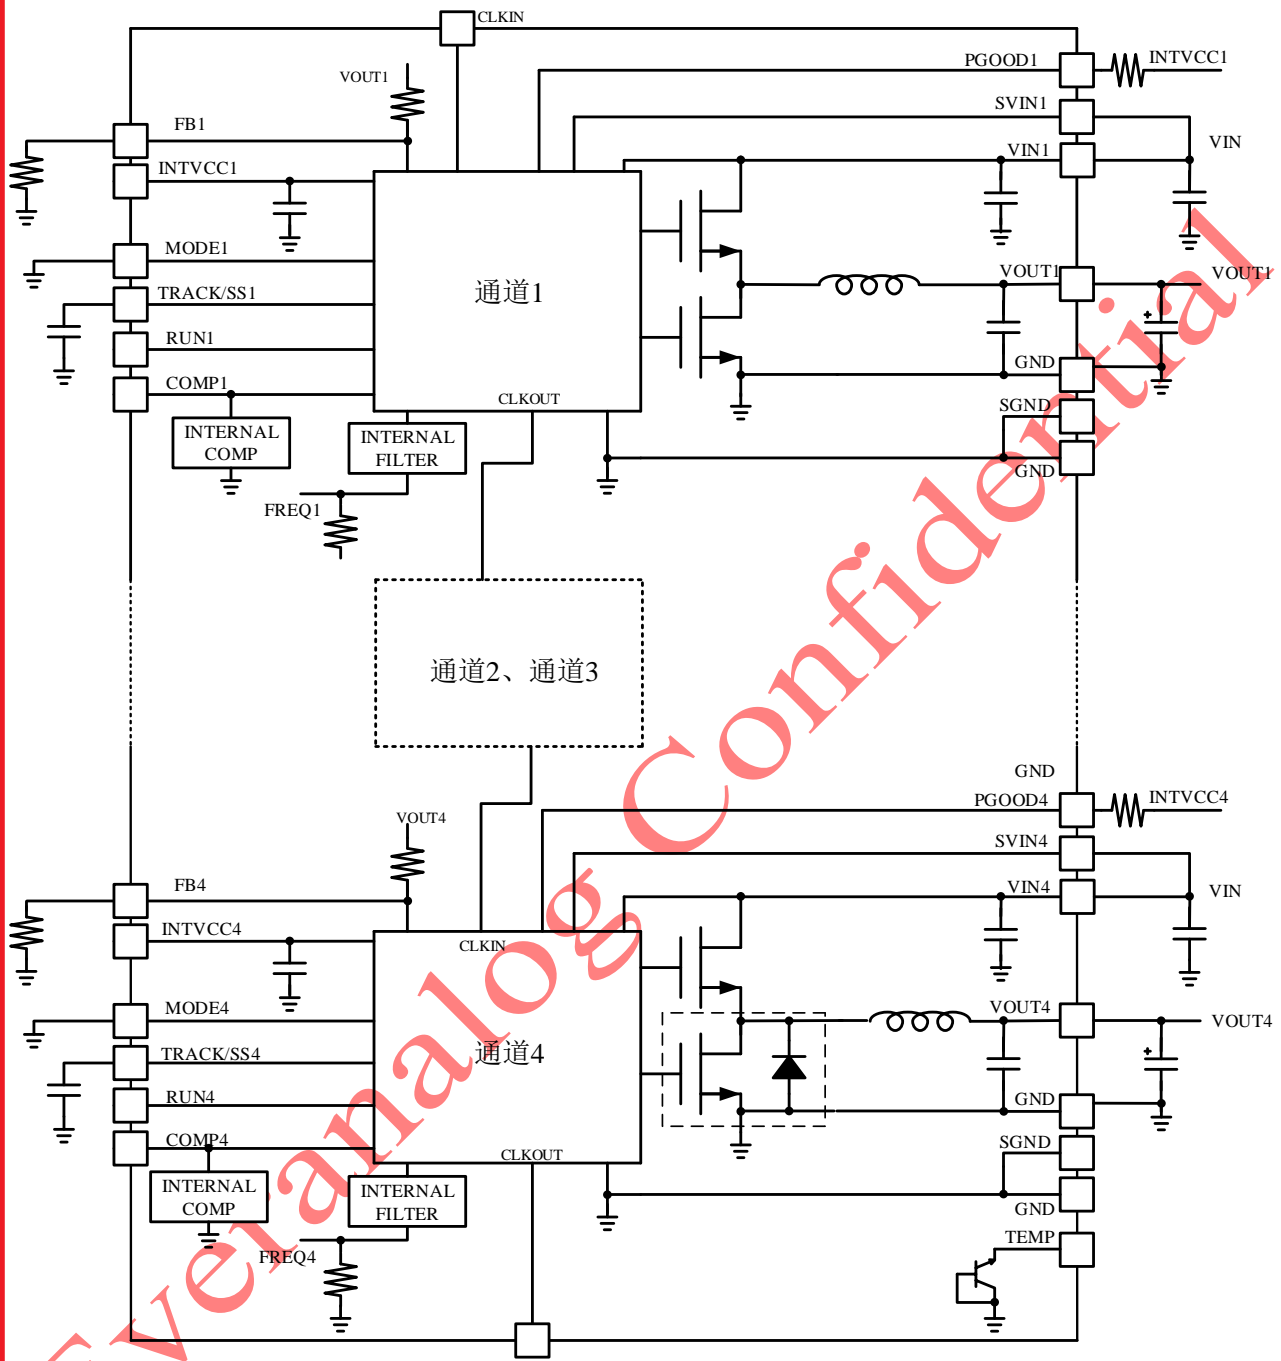 CLKIN
PGOOD1
INTVCC1
VOUT1
SVIN1
FB1
VIN1
VIN
INTVCC1
MODE1
VOUT1
VOUT1
TRACK/SS1
通道1
RUN1
GND
COMP1
CLKOUT
SGND
INTERNAL
COMP
INTERNAL
FILTER
GND
FREQ1
通道2、通道3
GND
PGOOD4
INTVCC4
VOUT4
SVIN4
FB4
VIN4
VIN
INTVCC4
CLKIN
MODE4
VOUT4
VOUT4
TRACK/SS4
通道4
RUN4
GND
COMP4
CLKOUT
SGND
INTERNAL
COMP
INTERNAL
FILTER
GND
FREQ4
TEMP
Everanalog Confidential